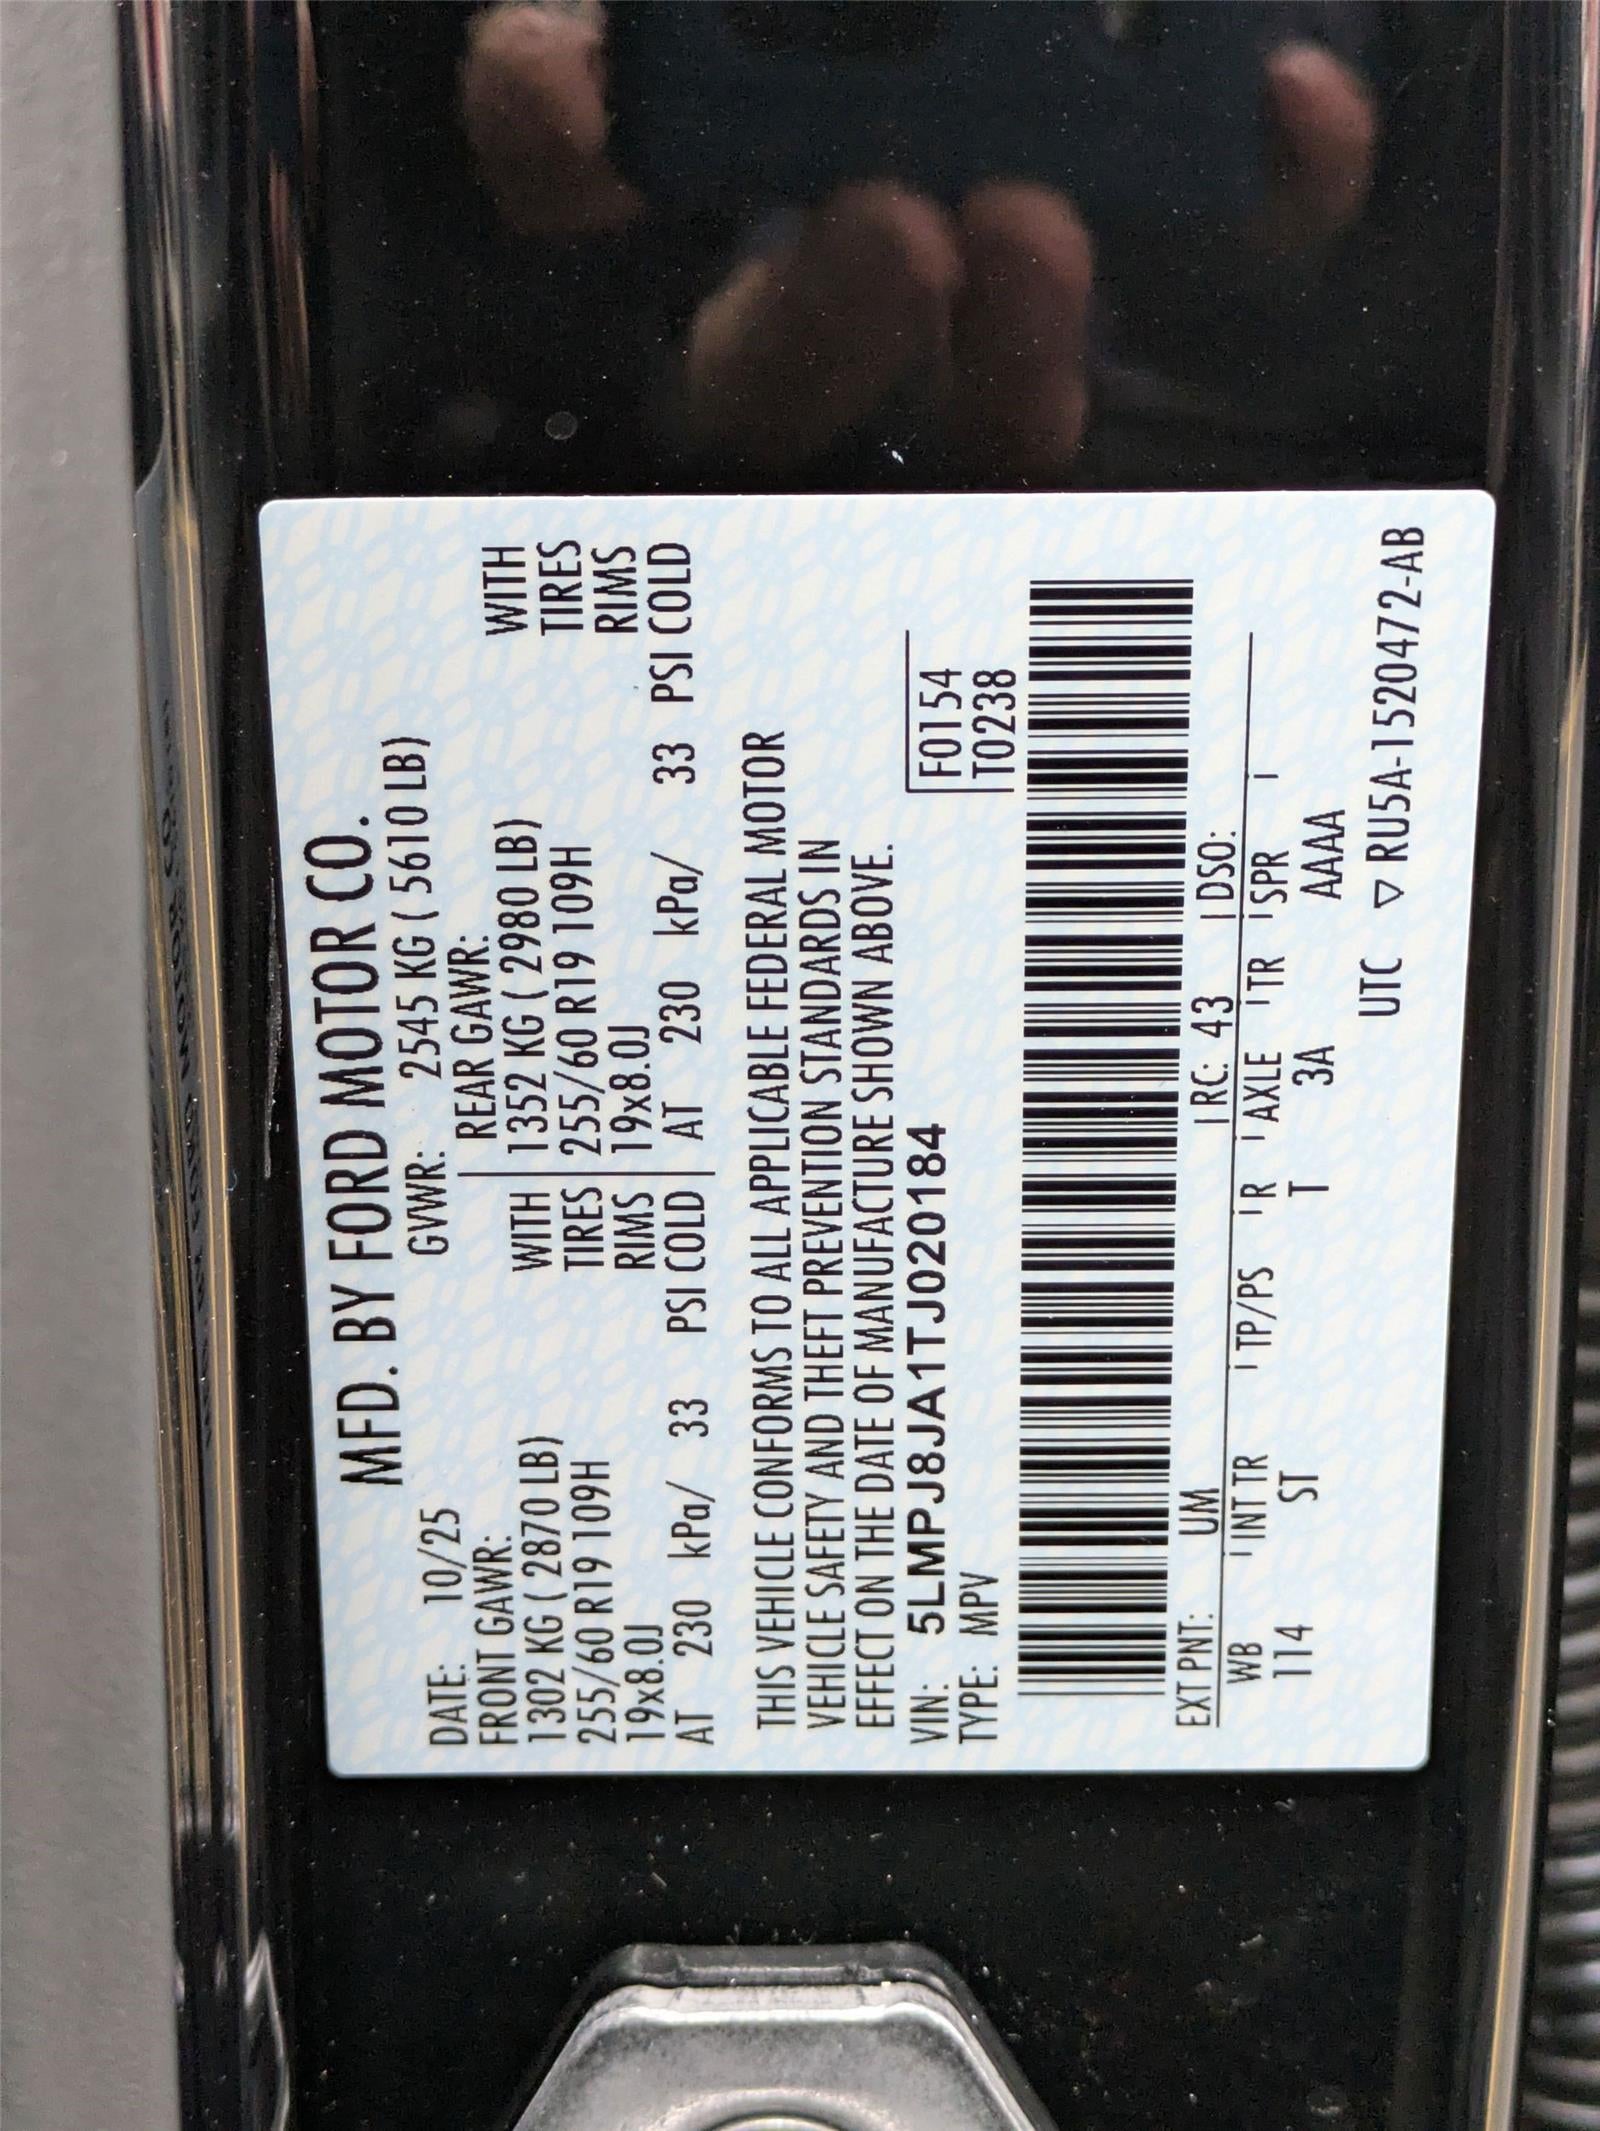 MFD. BY FORD MOTOR CO.
DATE: 10/25 GVWR: 2545 KG ( 5610 LB)
FRONT GAWR: REAR GAWR:
1302 KG ( 2870 LB) WITH 1352 KG ( 2980 LB) WITH
255/60 R19 109H TIRES 255/60 R19 109H TIRES
19x8.0J RIMS 19x8.0J RIMS
AT 230 kPa/ 33 PSI COLD AT 230 kPa/ 33 PSI COLD
THIS VEHICLE CONFORMS TO ALL APPLICABLE FEDERAL MOTOR
VEHICLE SAFETY AND THEFT PREVENTION STANDARDS IN
EFFECT ON THE DATE OF MANUFACTURE SHOWN ABOVE.
VIN: 5LMPJ8JA1TJ020184 F0154
TYPE: MPV T0238
EXT PNT: UM RC: 43 DSO:
WB INT TR TP/PS R AXLE TR SPR
114 ST T 3A AAAA
UTC ▽ RU5A-1520472-AB